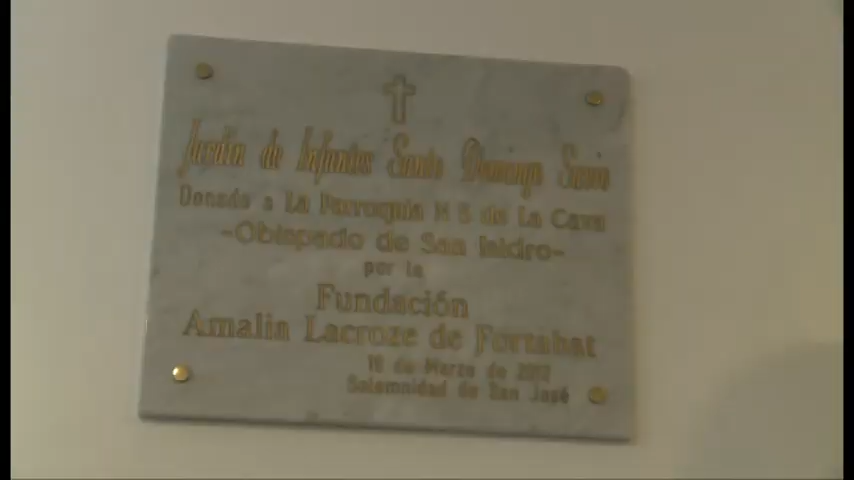 Jardín de Infantes Santo Domingo Savio
Donado a La Parroquia N S de La Cava
-Obispado de San Isidro-
por la
Fundación
Amalia Lacroze de Fortabat
de Marzo de
Solemnidad de San José